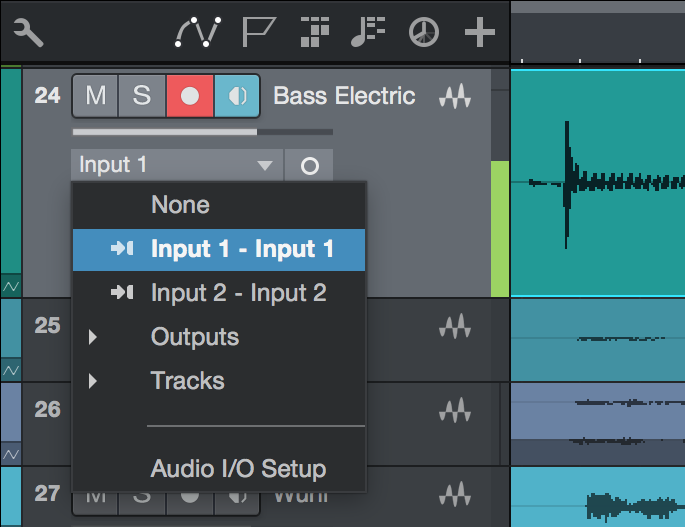 24 M S Bass Electric
Input 1
None
Input 1 - Input 1
Input 2 - Input 2
25
Outputs
Tracks
26
Audio I/O Setup
27 M S